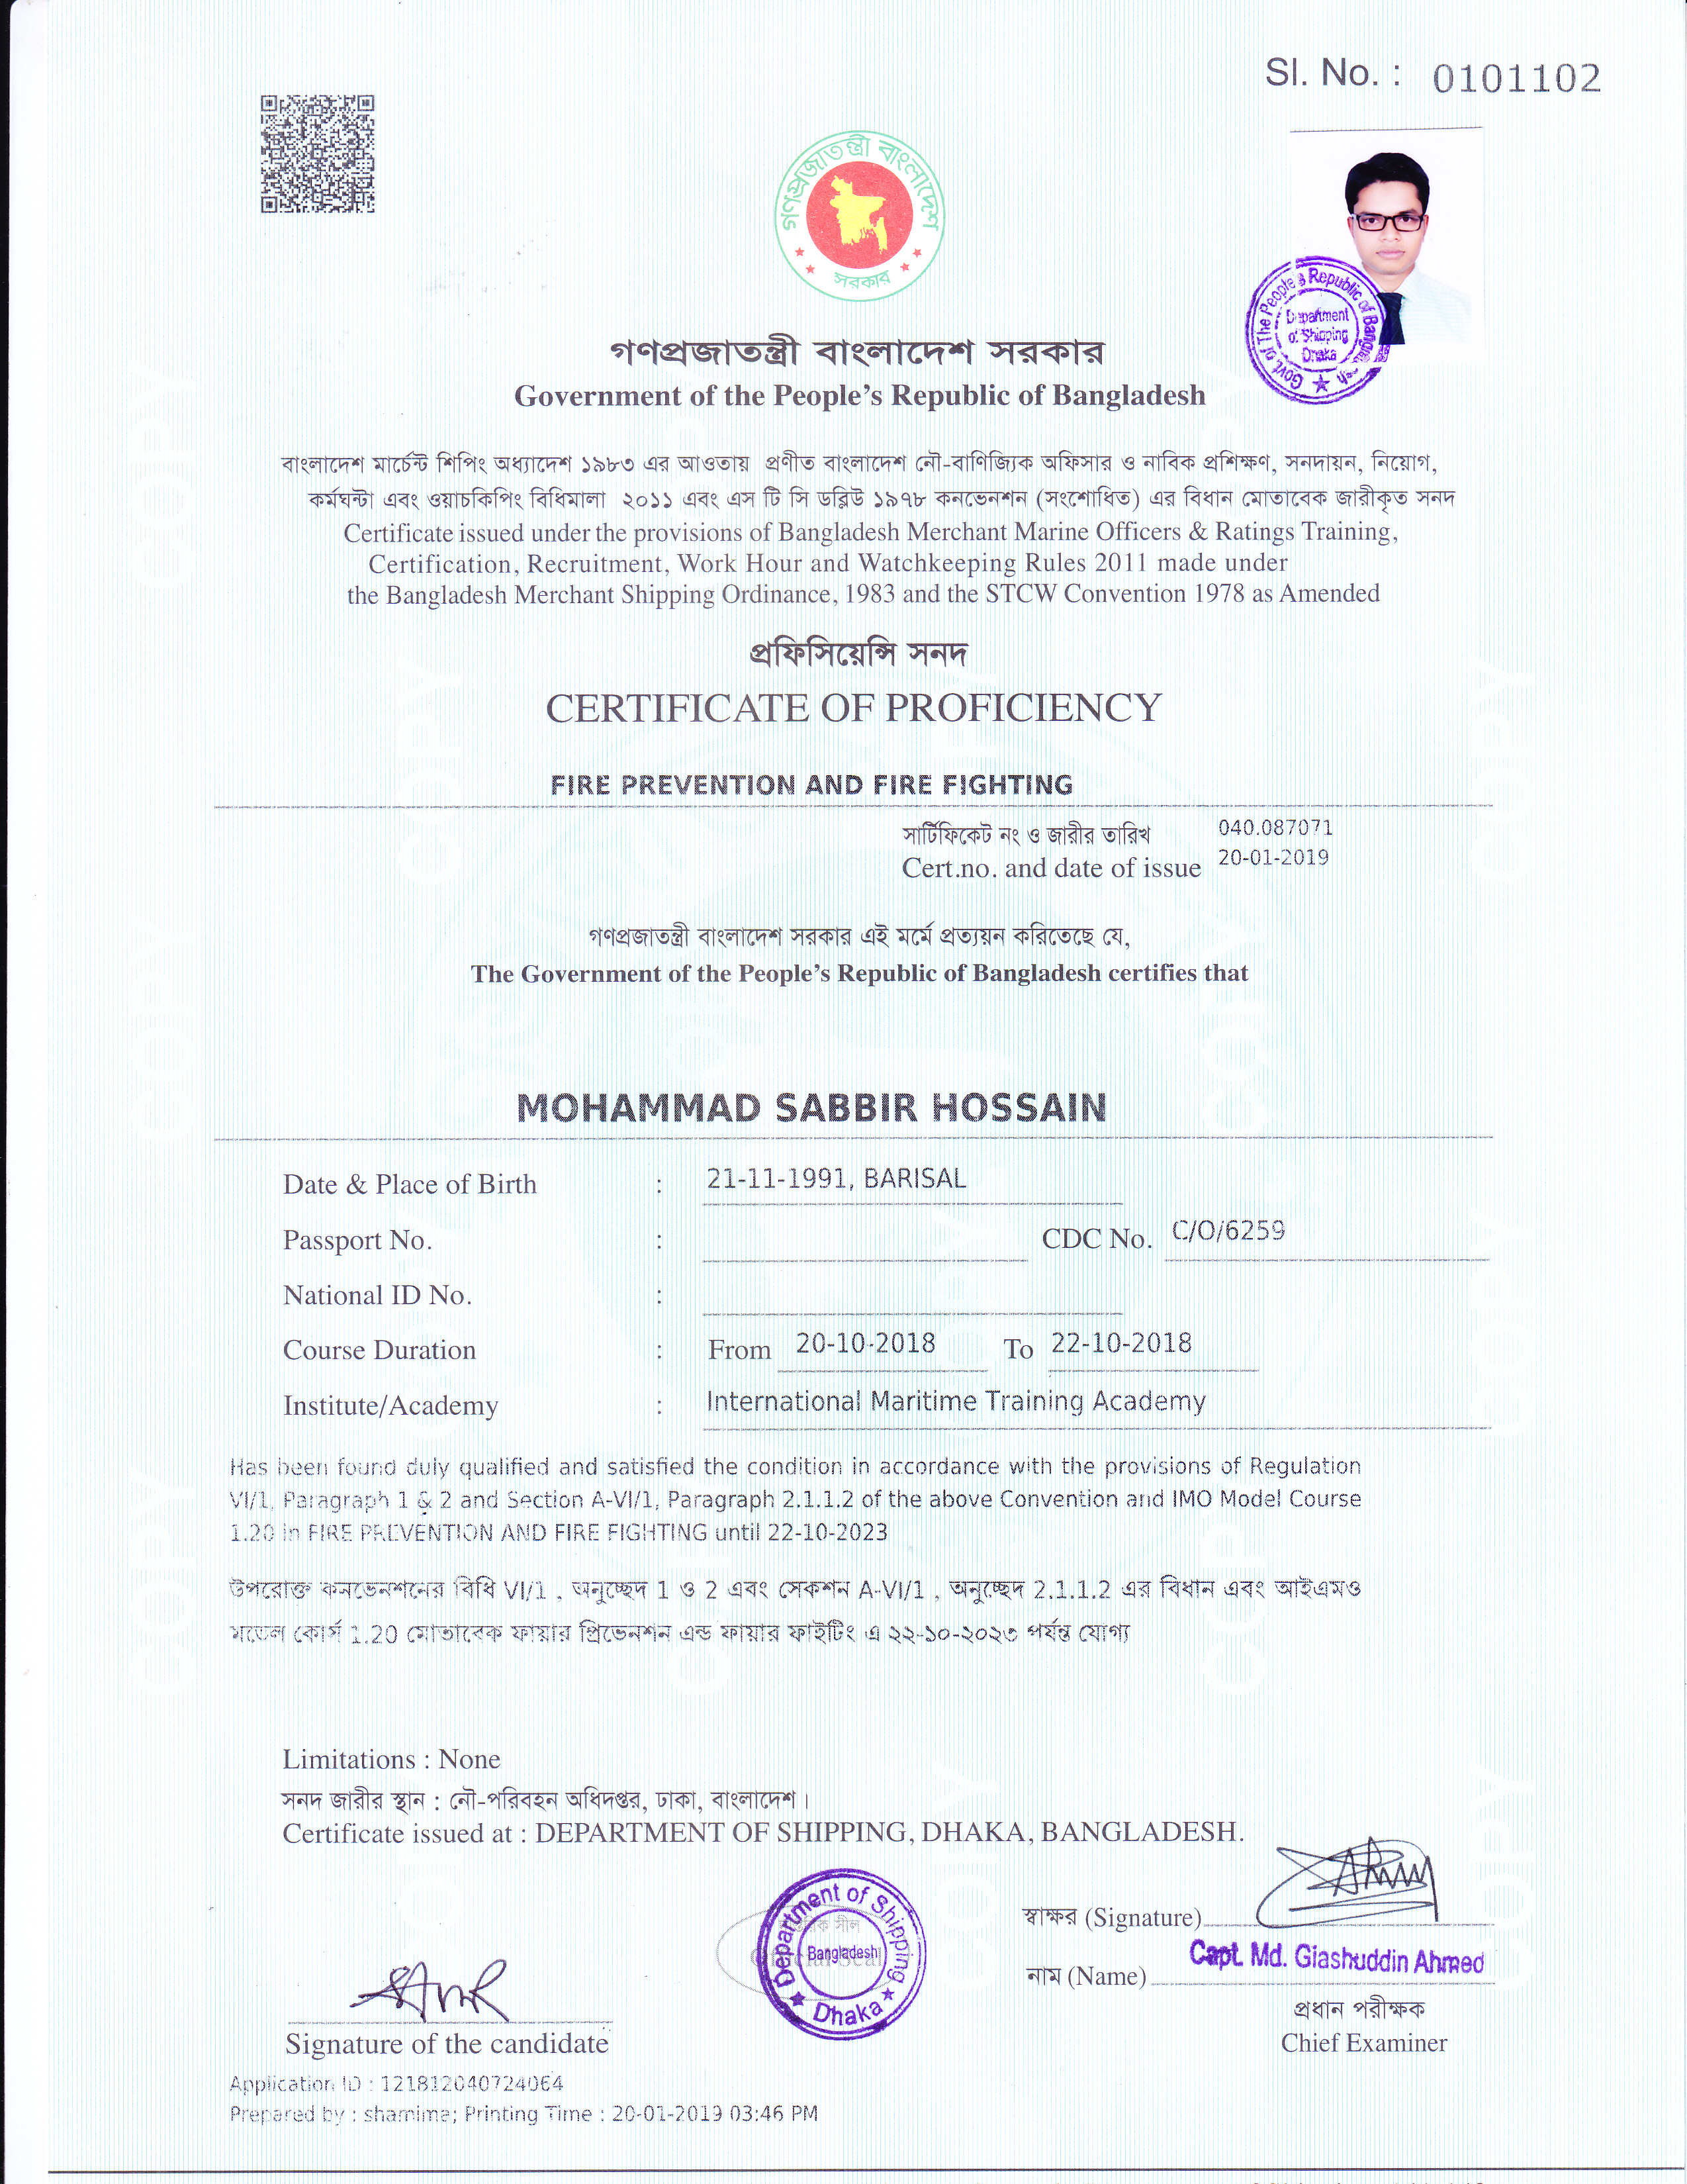 Sl. No. : 0101102
গণপ্রজাতন্ত্রী বাংলাদেশ
সরকার
Govt. of The People's Republic of Bangladesh
Department
of Shipping
Dhaka
গণপ্রজাতন্ত্রী বাংলাদেশ সরকার
Government of the People's Republic of Bangladesh
বাংলাদেশ মার্চেন্ট শিপিং অধ্যাদেশ ১৯৮৩ এর আওতায় প্রণীত বাংলাদেশ নৌ-বাণিজ্যিক অফিসার ও নাবিক প্রশিক্ষণ, সনদায়ন, নিয়োগ,
কর্মঘন্টা এবং ওয়াচকিপিং বিধিমালা ২০১১ এবং এস টি সি ডব্লিউ ১৯৭৮ কনভেনশন (সংশোধিত) এর বিধান মোতাবেক জারীকৃত সনদ
Certificate issued under the provisions of Bangladesh Merchant Marine Officers & Ratings Training,
Certification, Recruitment, Work Hour and Watchkeeping Rules 2011 made under
the Bangladesh Merchant Shipping Ordinance, 1983 and the STCW Convention 1978 as Amended
প্রফিসিয়েন্সি সনদ
CERTIFICATE OF PROFICIENCY
FIRE PREVENTION AND FIRE FIGHTING
সার্টিফিকেট নং ও জারীর তারিখ 040.087071
Cert.no. and date of issue 20-01-2019
গণপ্রজাতন্ত্রী বাংলাদেশ সরকার এই মর্মে প্রত্যয়ন করিতেছে যে,
The Government of the People's Republic of Bangladesh certifies that
MOHAMMAD SABBIR HOSSAIN
Date & Place of Birth : 21-11-1991, BARISAL
Passport No. : CDC No. C/O/6259
National ID No. :
Course Duration : From 20-10-2018 To 22-10-2018
Institute/Academy : International Maritime Training Academy
Has been found duly qualified and satisfied the condition in accordance with the provisions of Regulation
VI/1, Paragraph 1 & 2 and Section A-VI/1, Paragraph 2.1.1.2 of the above Convention and IMO Model Course
1.20 in FIRE PREVENTION AND FIRE FIGHTING until 22-10-2023
উপরোক্ত কনভেনশনের বিধি VI/1 , অনুচ্ছেদ 1 ও 2 এবং সেকশন A-VI/1 , অনুচ্ছেদ 2.1.1.2 এর বিধান এবং আইএমও
মডেল কোর্স 1.20 মোতাবেক ফায়ার প্রিভেনশন এন্ড ফায়ার ফাইটিং এ ২২-১০-২০২৩ পর্যন্ত যোগ্য
Limitations : None
সনদ জারীর স্থান : নৌ-পরিবহন অধিদপ্তর, ঢাকা, বাংলাদেশ।
Certificate issued at : DEPARTMENT OF SHIPPING, DHAKA, BANGLADESH.
Department of Shipping
Bangladesh
Dhaka
স্বাক্ষর (Signature)
নাম (Name) Capt. Md. Giashuddin Ahmed
প্রধান পরীক্ষক
Chief Examiner
Signature of the candidate
Application ID : 121812040724064
Prepared by : shamima; Printing Time : 20-01-2019 03:46 PM